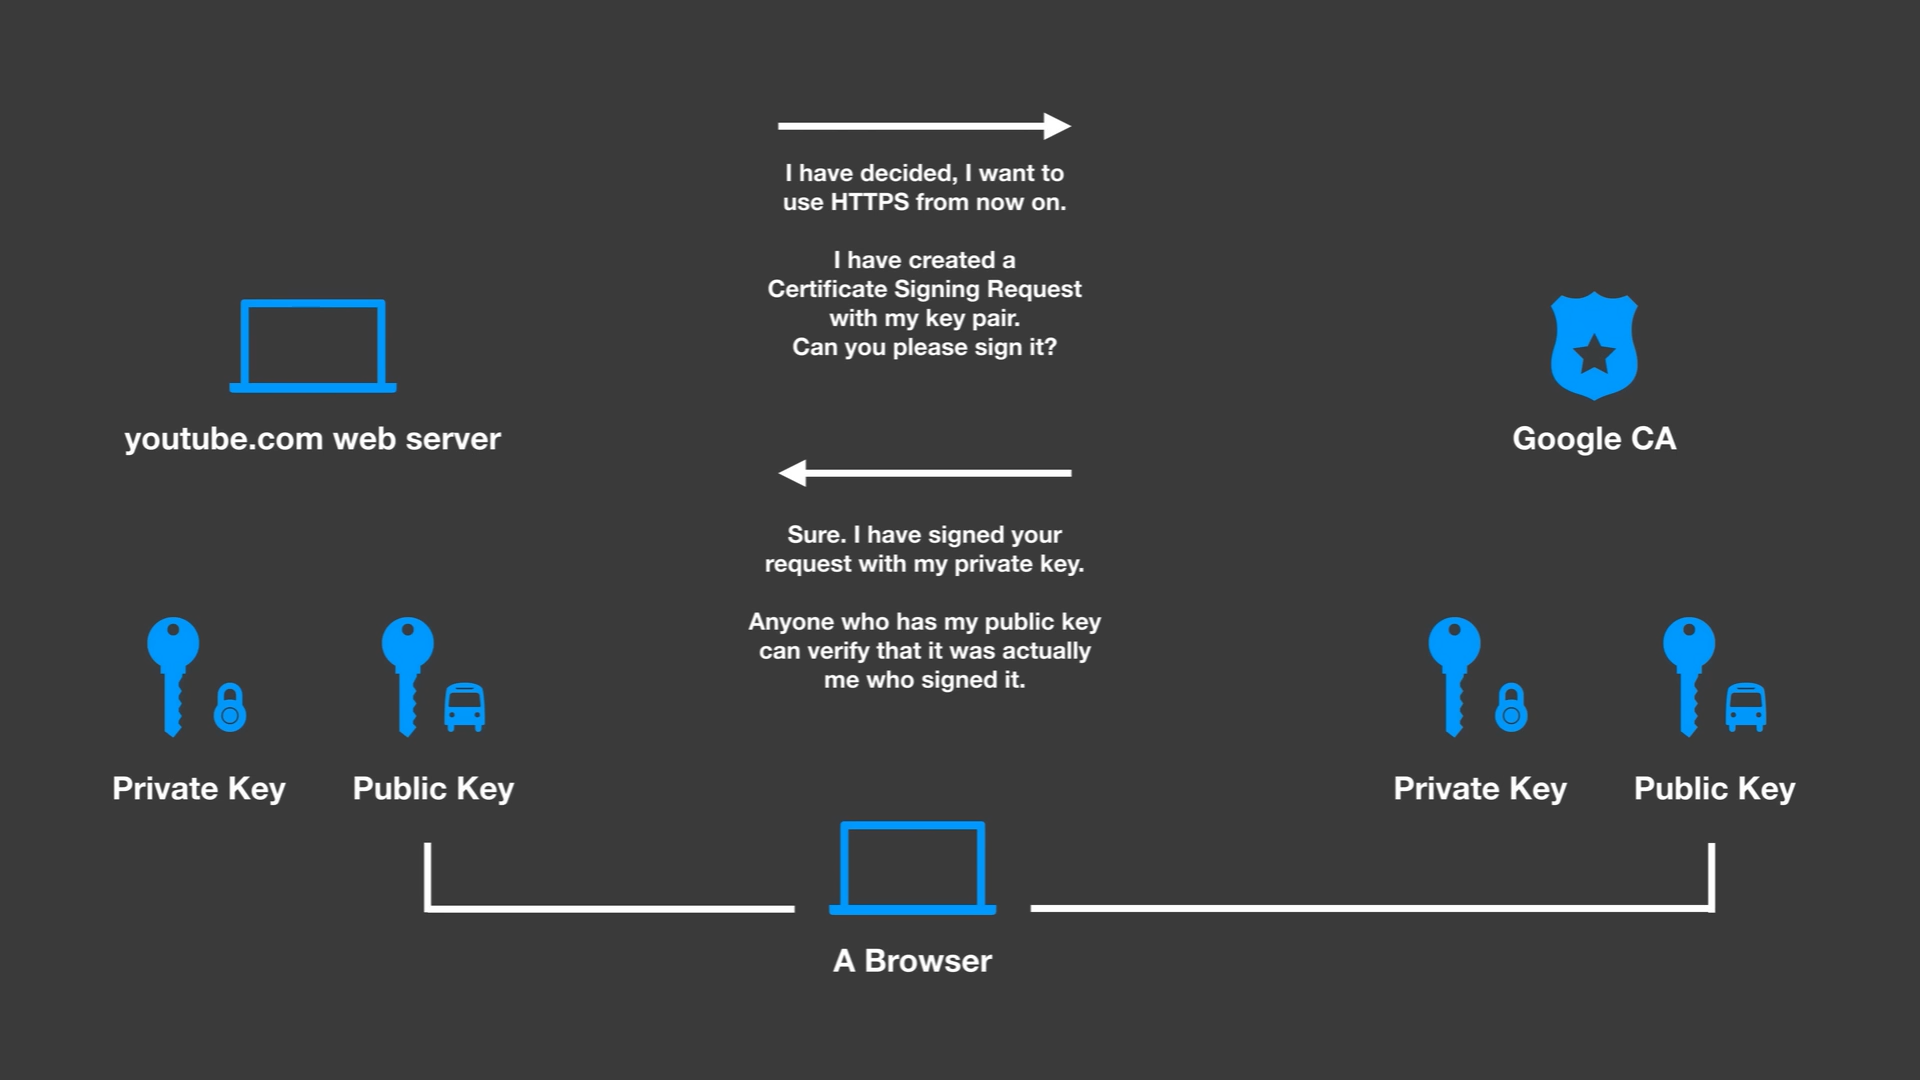 I have decided, I want to
use HTTPS from now on.
I have created a
Certificate Signing Request
with my key pair.
Can you please sign it?
youtube.com web server
Google CA
Sure. I have signed your
request with my private key.
Anyone who has my public key
can verify that it was actually
me who signed it.
Private Key
Public Key
Private Key
Public Key
A Browser